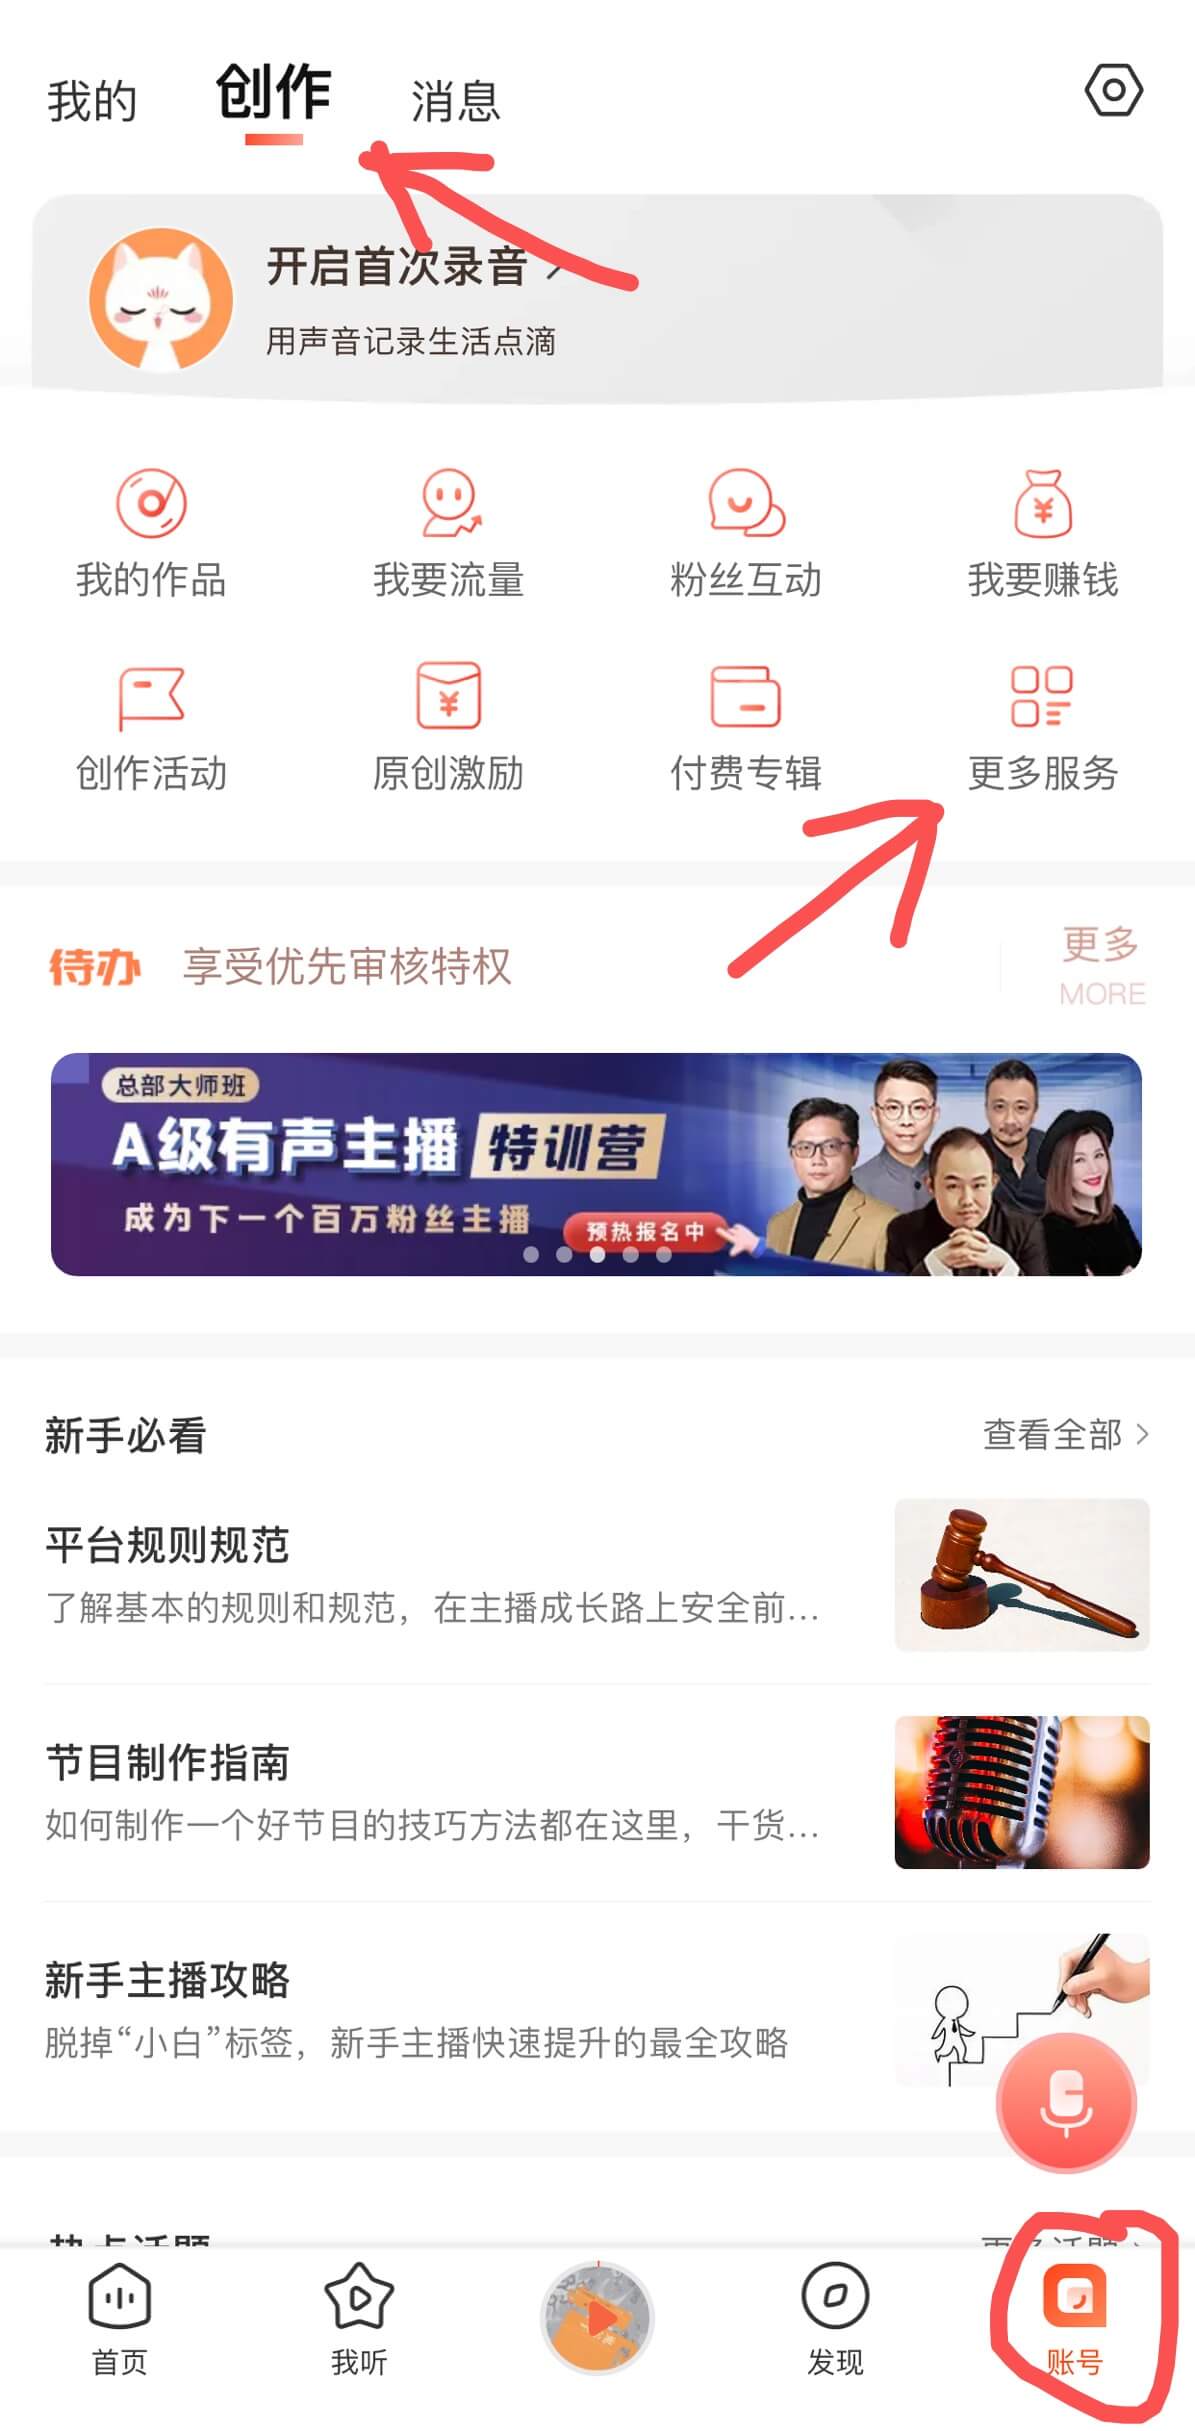 我的 创作 消息
开启首次录音
用声音记录生活点滴
我的作品 我要流量 粉丝互动 我要赚钱
创作活动 原创激励 付费专辑 更多服务
待办 享受优先审核特权 更多
MORE
总部大师班
A级有声主播 特训营
成为下一个百万粉丝主播
预热报名中
新手必看 查看全部
平台规则规范
了解基本的规则和规范，在主播成长路上安全前...
节目制作指南
如何制作一个好节目的技巧方法都在这里，干货...
新手主播攻略
脱掉“小白”标签，新手主播快速提升的最全攻略
首页 我听 发现 账号